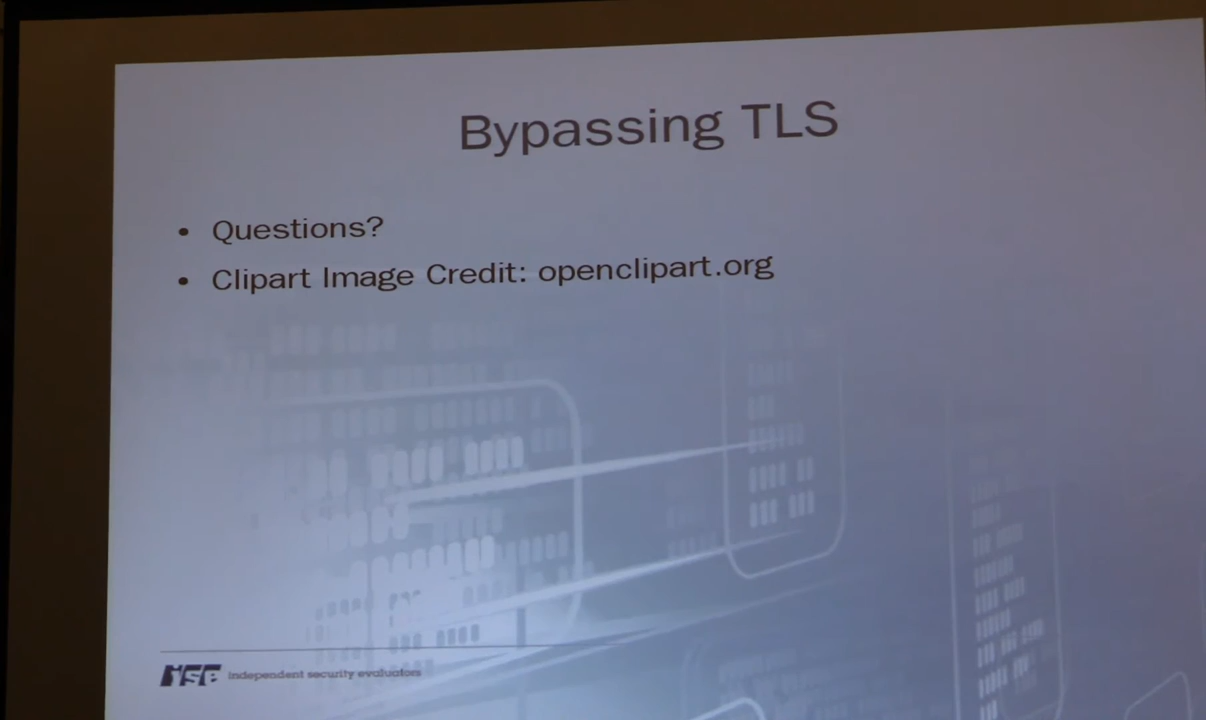 Bypassing TLS
• Questions?
• Clipart Image Credit: openclipart.org
ise independent security evaluators